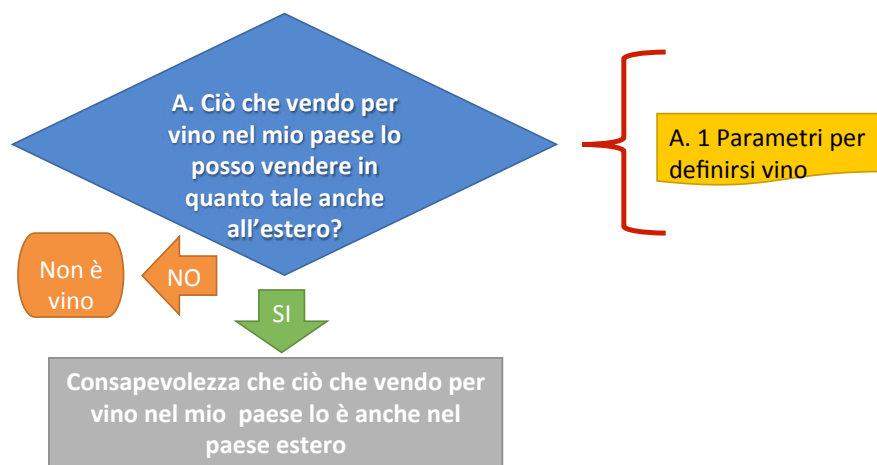 A. Ciò che vendo per
vino nel mio paese lo
posso vendere in
quanto tale anche
all’estero?
A. 1 Parametri per
definirsi vino
Non è
vino
NO
SI
Consapevolezza che ciò che vendo per
vino nel mio paese lo è anche nel
paese estero